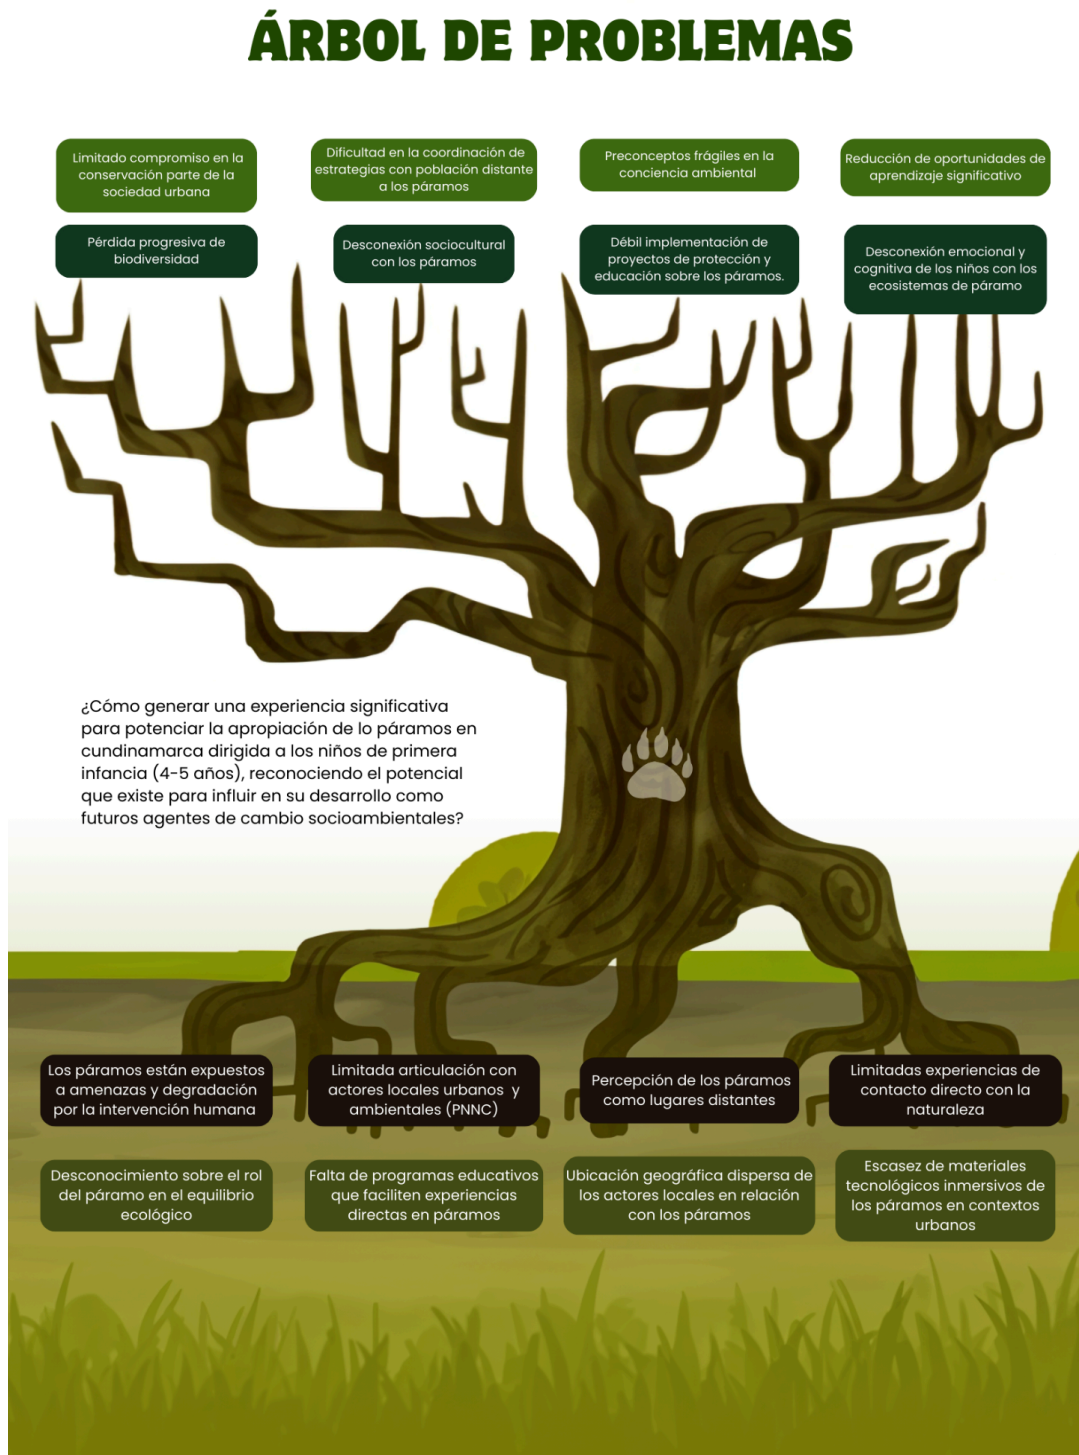 ÁRBOL DE PROBLEMAS
Limitado compromiso en la
conservación parte de la
sociedad urbana
Dificultad en la coordinación de
estrategias con población distante
a los páramos
Preconceptos frágiles en la
conciencia ambiental
Reducción de oportunidades de
aprendizaje significativo
Pérdida progresiva de
biodiversidad
Desconexión sociocultural
con los páramos
Débil implementación de
proyectos de protección y
educación sobre los páramos.
Desconexión emocional y
cognitiva de los niños con los
ecosistemas de páramo
¿Cómo generar una experiencia significativa
para potenciar la apropiación de lo páramos en
cundinamarca dirigida a los niños de primera
infancia (4-5 años), reconociendo el potencial
que existe para influir en su desarrollo como
futuros agentes de cambio socioambientales?
Los páramos están expuestos
a amenazas y degradación
por la intervención humana
Limitada articulación con
actores locales urbanos y
ambientales (PNNC)
Percepción de los páramos
como lugares distantes
Limitadas experiencias de
contacto directo con la
naturaleza
Desconocimiento sobre el rol
del páramo en el equilibrio
ecológico
Falta de programas educativos
que faciliten experiencias
directas en páramos
Ubicación geográfica dispersa de
los actores locales en relación
con los páramos
Escasez de materiales
tecnológicos inmersivos de
los páramos en contextos
urbanos